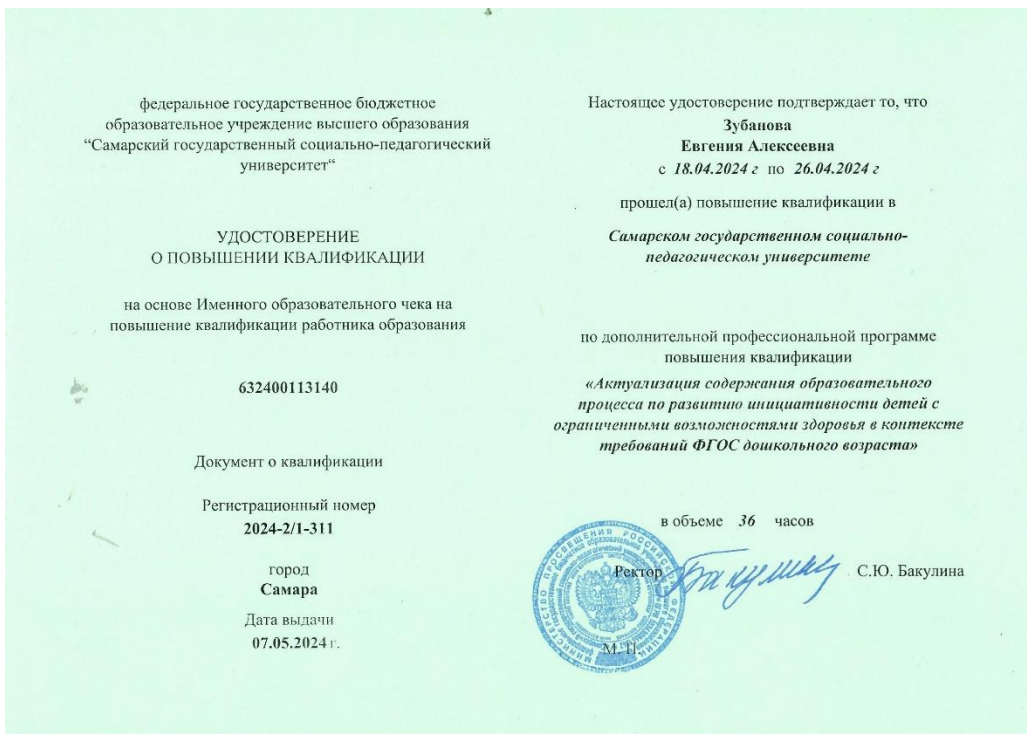 федеральное государственное бюджетное
образовательное учреждение высшего образования
“Самарский государственный социально-педагогический
университет“
УДОСТОВЕРЕНИЕ
О ПОВЫШЕНИИ КВАЛИФИКАЦИИ
на основе Именного образовательного чека на
повышение квалификации работника образования
632400113140
Документ о квалификации
Регистрационный номер
2024-2/1-311
город
Самара
Дата выдачи
07.05.2024 г.
Настоящее удостоверение подтверждает то, что
Зубанова
Евгения Алексеевна
с 18.04.2024 г по 26.04.2024 г
прошел(а) повышение квалификации в
Самарском государственном социально-
педагогическом университете
по дополнительной профессиональной программе
повышения квалификации
«Актуализация содержания образовательного
процесса по развитию инициативности детей с
ограниченными возможностями здоровья в контексте
требований ФГОС дошкольного возраста»
в объеме 36 часов
Ректор С.Ю. Бакулина
М. П.
МИНИСТЕРСТВО ПРОСВЕЩЕНИЯ РОССИЙСКОЙ ФЕДЕРАЦИИ